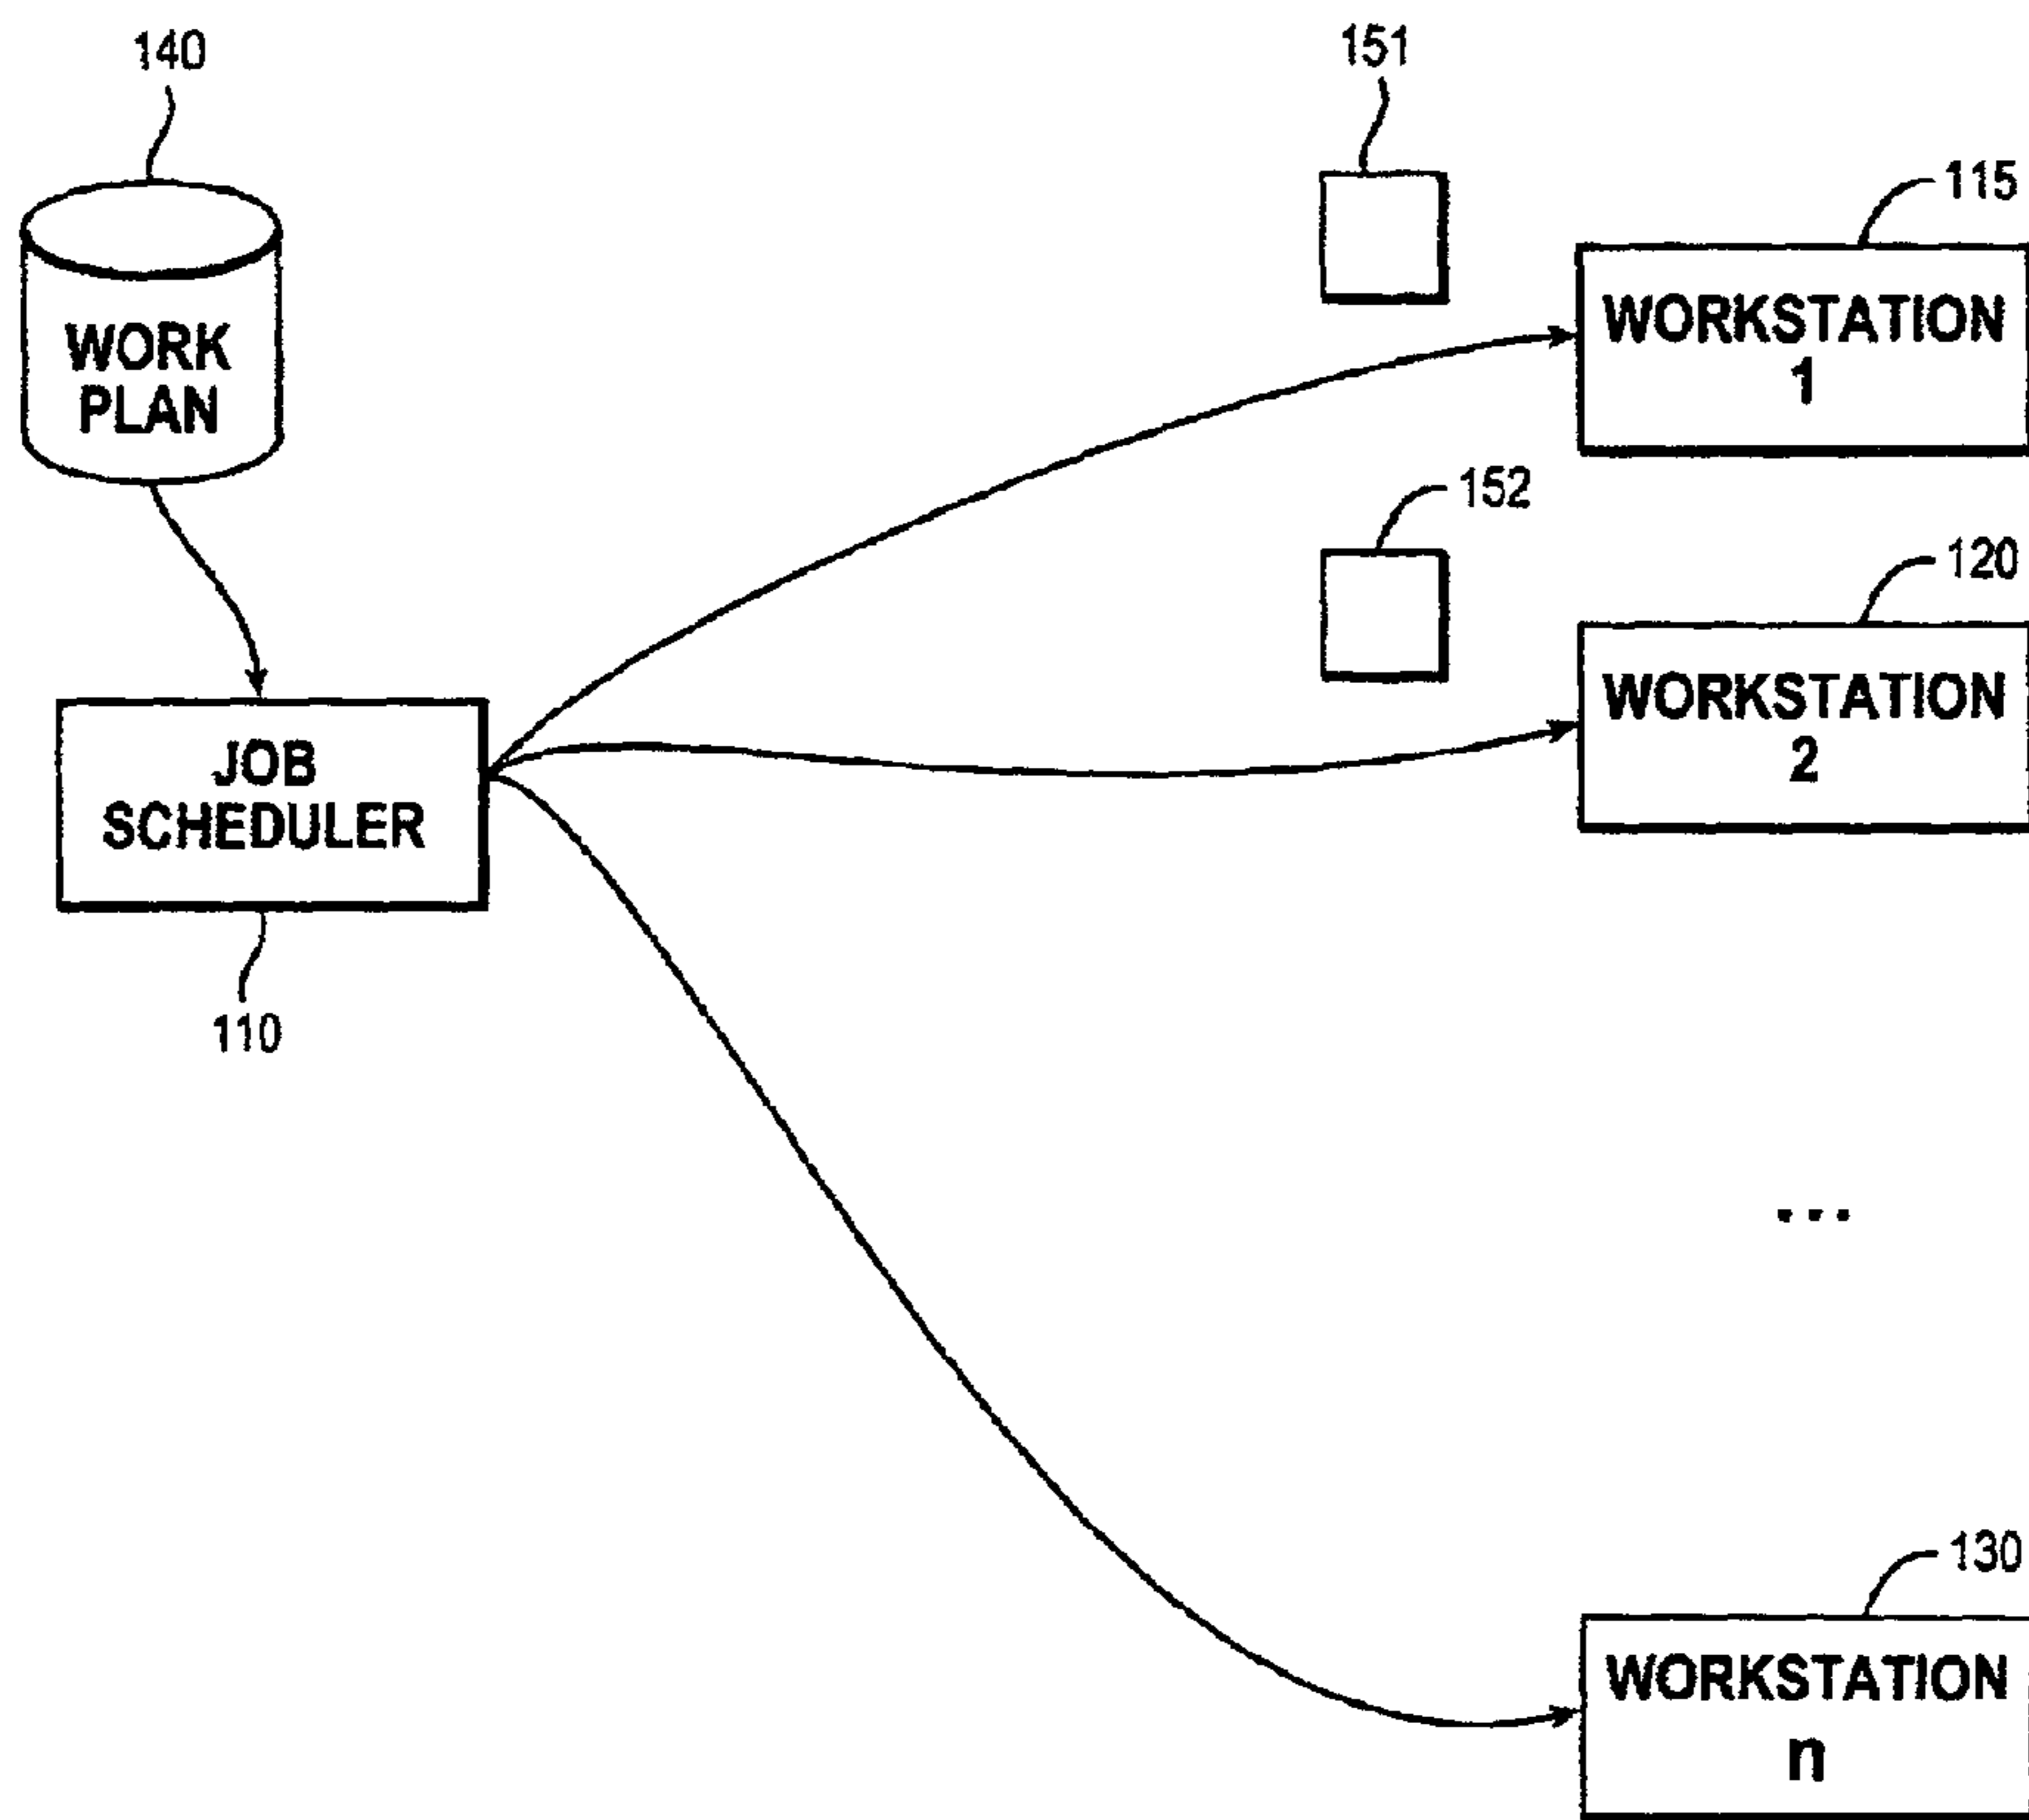 140
151
115
WORK
PLAN
WORKSTATION
1
152
120
WORKSTATION
2
JOB
SCHEDULER
110
...
130
WORKSTATION
n